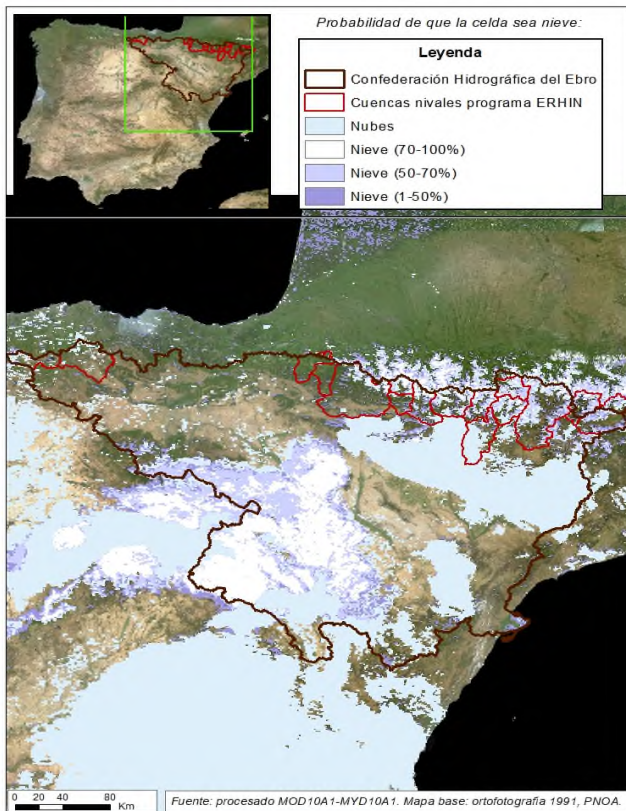 Probabilidad de que la celda sea nieve:
Leyenda
Confederación Hidrográfica del Ebro
Cuencas nivales programa ERHIN
Nubes
Nieve (70-100%)
Nieve (50-70%)
Nieve (1-50%)
0 20 40 80
Km
Fuente: procesado MOD10A1-MYD10A1. Mapa base: orofotografia 1991, PNOA.